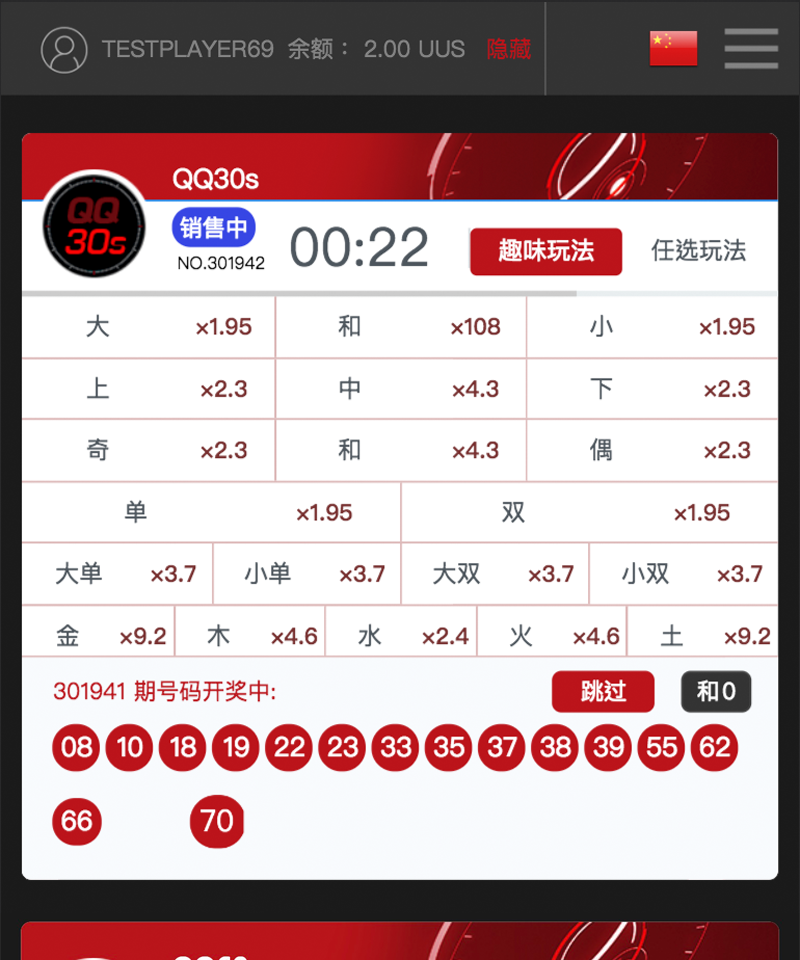 TESTPLAYER69 余额： 2.00 UUS 隐藏
QQ30s
QQ
30s
销售中
NO.301942
00:22
趣味玩法
任选玩法
大 ×1.95 和 ×108 小 ×1.95
上 ×2.3 中 ×4.3 下 ×2.3
奇 ×2.3 和 ×4.3 偶 ×2.3
单 ×1.95 双 ×1.95
大单 ×3.7 小单 ×3.7 大双 ×3.7 小双 ×3.7
金 ×9.2 木 ×4.6 水 ×2.4 火 ×4.6 土 ×9.2
301941 期号码开奖中: 跳过 和0
08 10 18 19 22 23 33 35 37 38 39 55 62
66 70